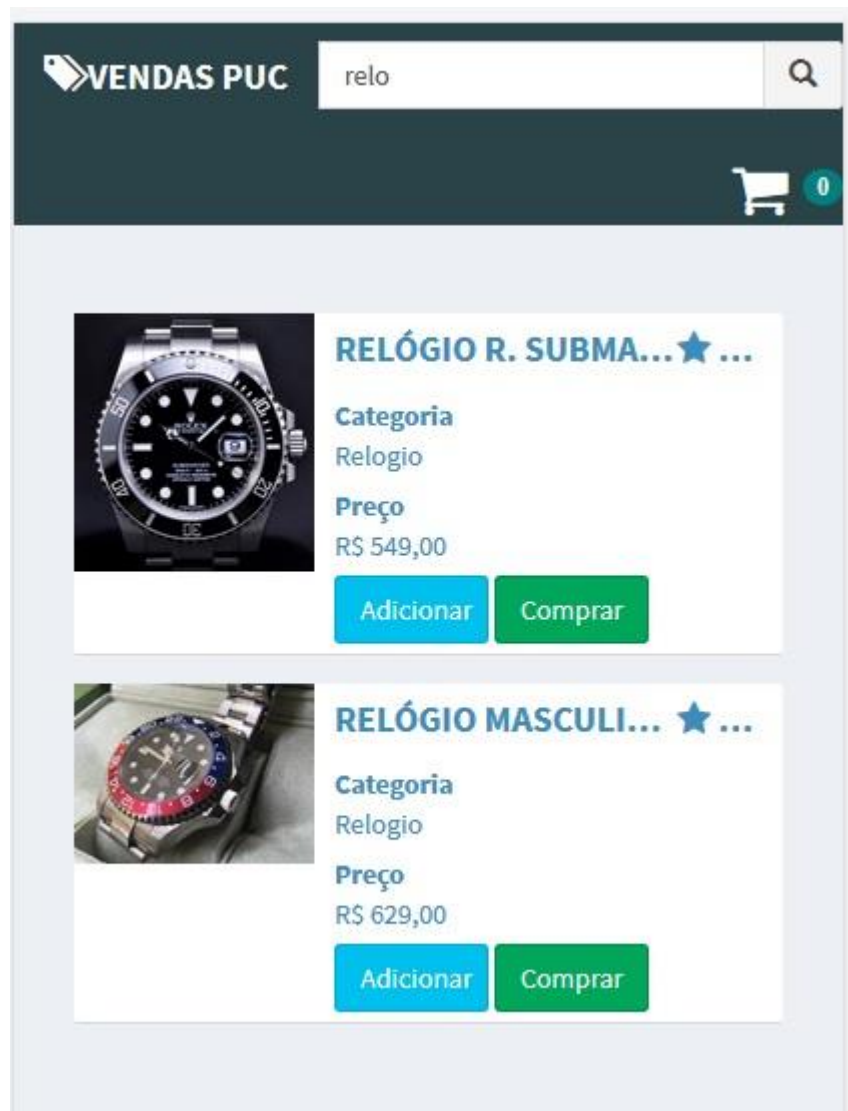 VENDAS PUC
relo
0
RELÓGIO R. SUBMA...★ ...
Categoria
Relogio
Preço
R$ 549,00
Adicionar Comprar
RELÓGIO MASCULI... ★ ...
Categoria
Relogio
Preço
R$ 629,00
Adicionar Comprar